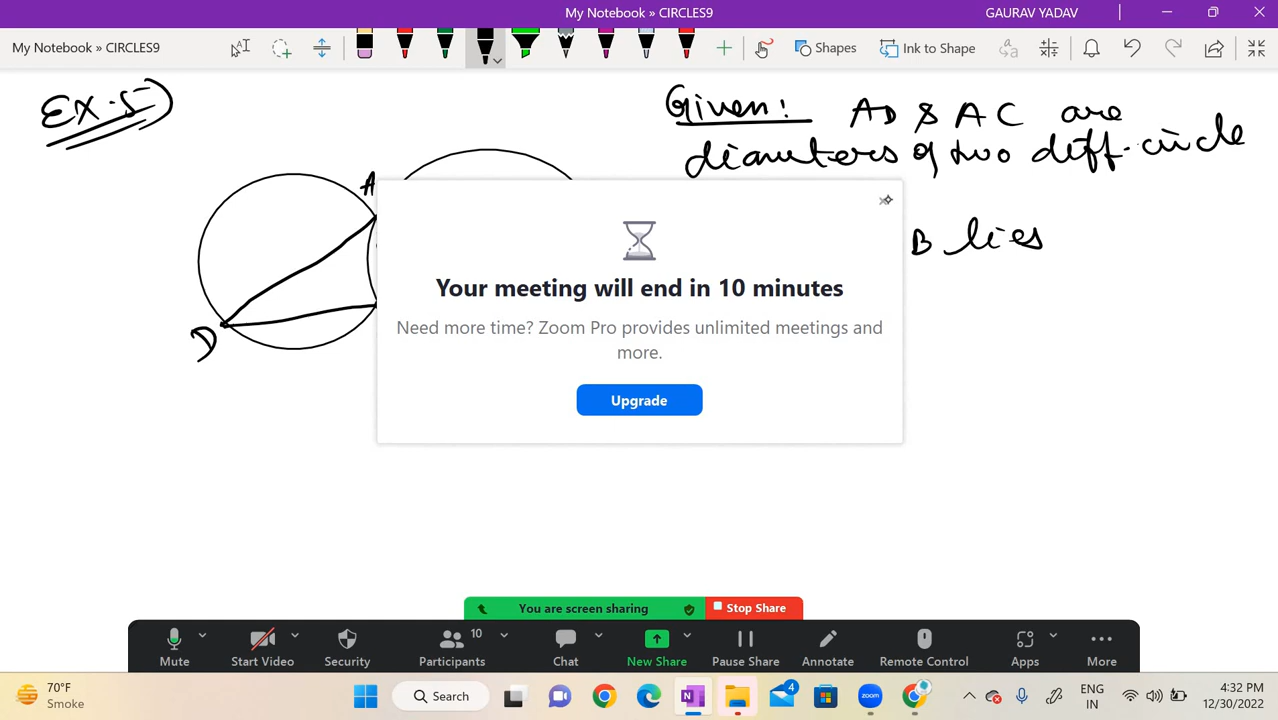 My Notebook » CIRCLES9
GAURAV YADAV
My Notebook » CIRCLES9
Shapes
Ink to Shape
EX.5)
Given: AD & AC are
diameters of two diff. circle
B lies
A
D
Your meeting will end in 10 minutes
Need more time? Zoom Pro provides unlimited meetings and
more.
Upgrade
You are screen sharing
Stop Share
10
Mute
Start Video
Security
Participants
Chat
New Share
Pause Share
Annotate
Remote Control
Apps
More
70°F
Smoke
Search
zoom
4
ENG
IN
4:32 PM
12/30/2022